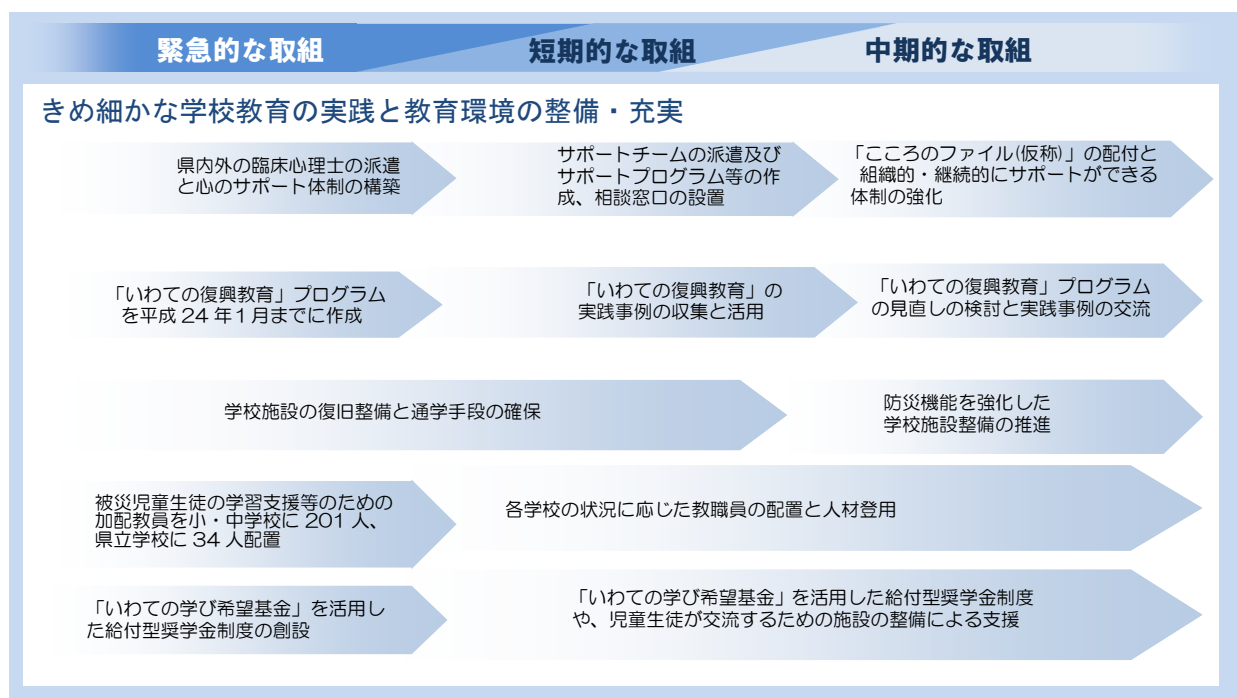 緊急的な取組
短期的な取組
中期的な取組
きめ細かな学校教育の実践と教育環境の整備・充実
県内外の臨床心理士の派遣
と心のサポート体制の構築
サポートチームの派遣及び
サポートプログラム等の作
成、相談窓口の設置
「こころのファイル(仮称)」の配付と
組織的・継続的にサポートができる
体制の強化
「いわての復興教育」プログラム
を平成 24 年１月までに作成
「いわての復興教育」の
実践事例の収集と活用
「いわての復興教育」プログラム
の見直しの検討と実践事例の交流
学校施設の復旧整備と通学手段の確保
防災機能を強化した
学校施設整備の推進
被災児童生徒の学習支援等のための
加配教員を小・中学校に 201 人、
県立学校に 34 人配置
各学校の状況に応じた教職員の配置と人材登用
「いわての学び希望基金」を活用し
た給付型奨学金制度の創設
「いわての学び希望基金」を活用した給付型奨学金制度
や、児童生徒が交流するための施設の整備による支援